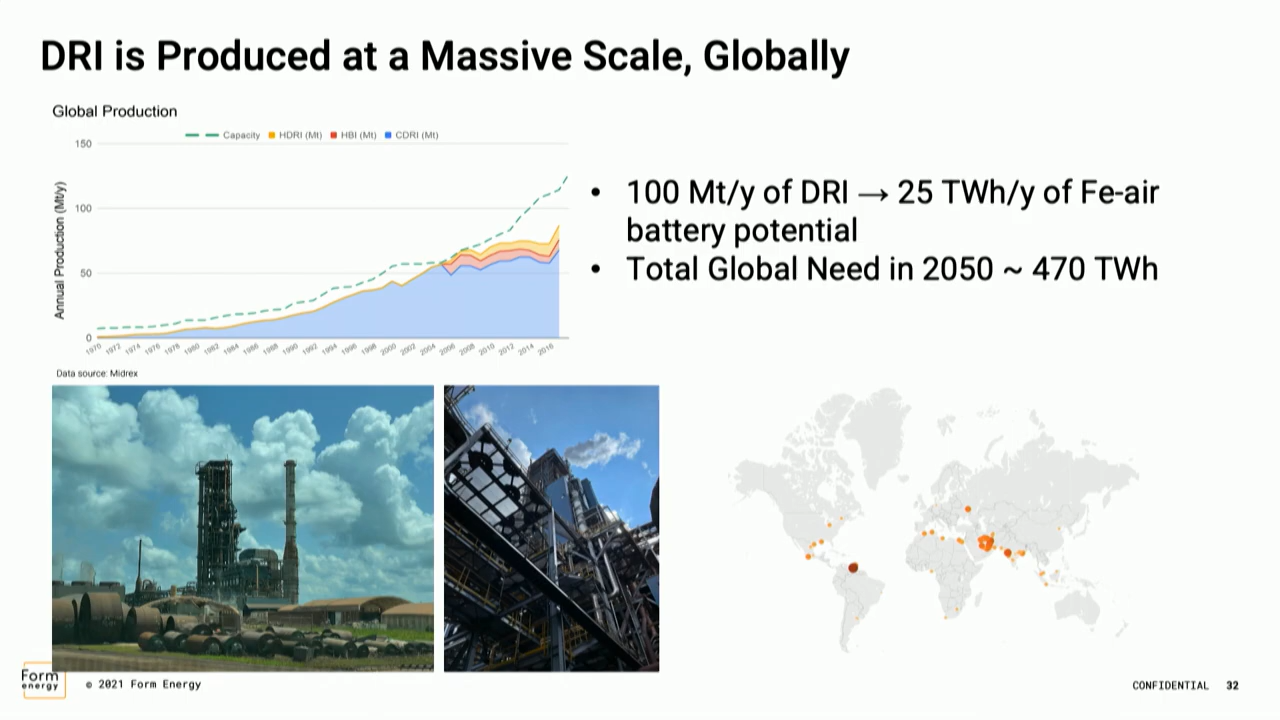 DRI is Produced at a Massive Scale, Globally
Global Production
Capacity HDRI (Mt) HBI (Mt) CDRI (Mt)
Annual Production (Mt/y)
150
100
50
0
1970 1972 1974 1976 1978 1980 1982 1984 1986 1988 1990 1992 1994 1996 1998 2000 2002 2004 2006 2008 2010 2012 2014 2016
Data source: Midrex
• 100 Mt/y of DRI → 25 TWh/y of Fe-air
battery potential
• Total Global Need in 2050 ~ 470 TWh
Form
energy
© 2021 Form Energy
CONFIDENTIAL 32